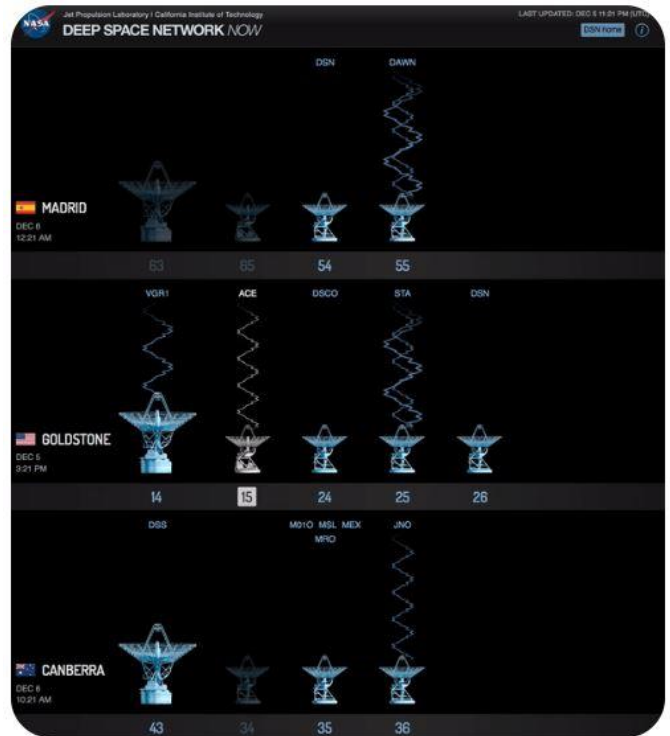 NASA
Jet Propulsion Laboratory | California Institute of Technology
DEEP SPACE NETWORK NOW
LAST UPDATED: DEC 5 11:21 PM (UTC)
DSN home
i
DSN DAWN
MADRID
DEC 6
12:21 AM
63 65 54 55
VGR1 ACE DSCO STA DSN
GOLDSTONE
DEC 5
9:21 PM
14 15 24 25 26
DSS M01O MSL MEX JNO
MRO
CANBERRA
DEC 6
10:21 AM
43 34 35 36